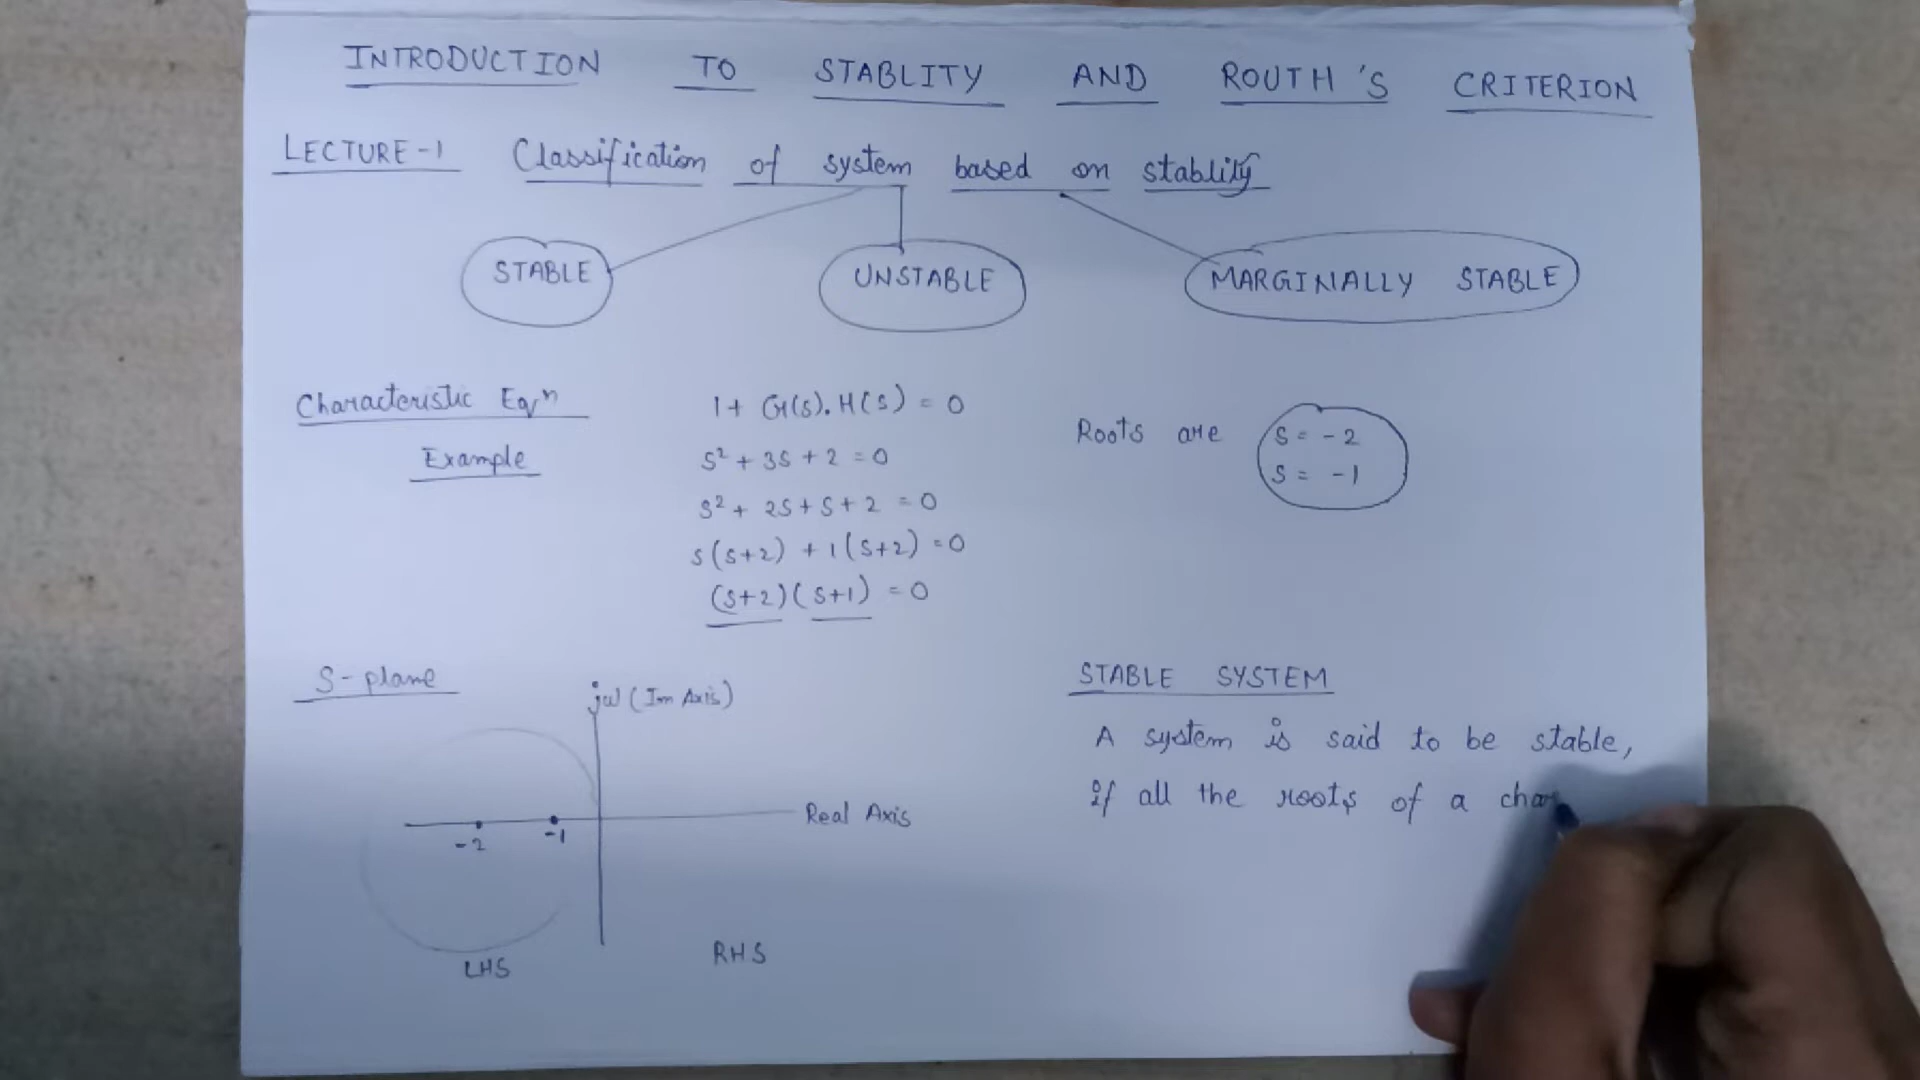 INTRODUCTION TO STABLITY AND ROUTH'S CRITERION
LECTURE-1 Classification of system based on stablity
STABLE UNSTABLE MARGINALLY STABLE
Characteristic Eqⁿ 1+ G(s).H(s) = 0
Roots are s = -2
Example s² + 3s + 2 = 0
s = -1
s² + 2s + s + 2 = 0
s(s+2) + 1(s+2) = 0
(s+2)(s+1) = 0
S-plane
jω (Im Axis)
Real Axis
-2 -1
LHS
RHS
STABLE SYSTEM
A system is said to be stable,
if all the roots of a char